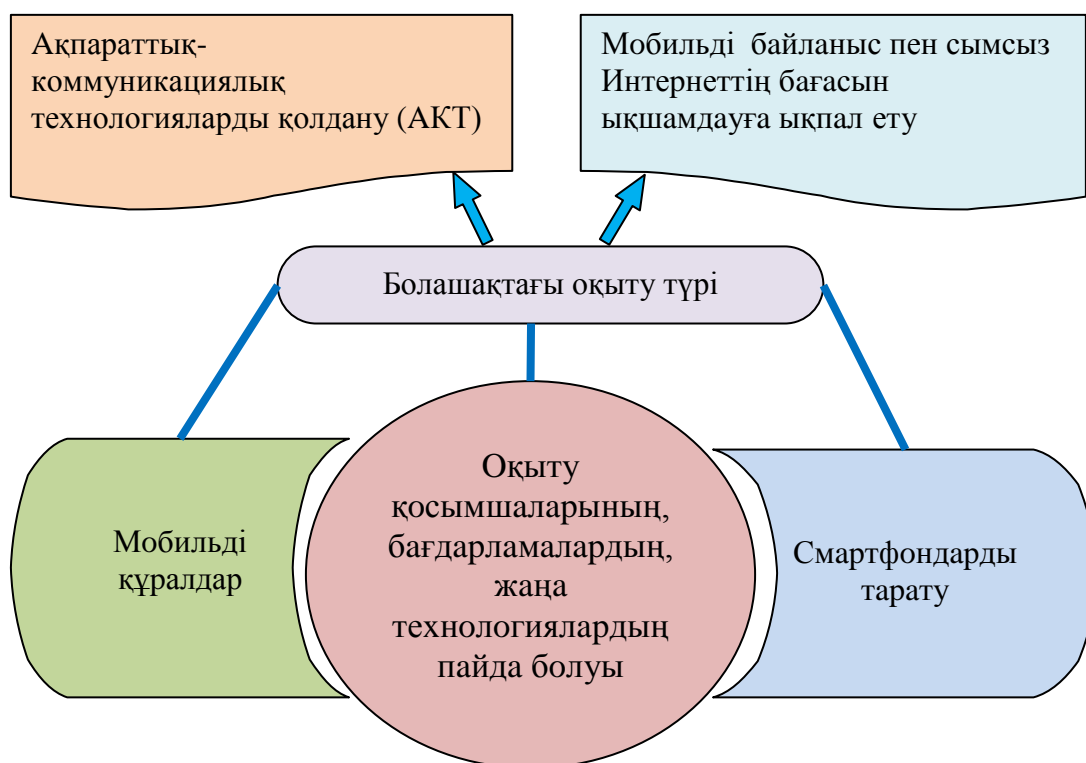 Ақпараттық-
коммуникациялық
технологияларды қолдану (АКТ)
Мобильді байланыс пен сымсыз
Интернеттің бағасын
ықшамдауға ықпал ету
Болашақтағы оқыту түрі
Мобильді
құралдар
Оқыту
қосымшаларының,
бағдарламалардың,
жаңа
технологиялардың
пайда болуы
Смартфондарды
тарату